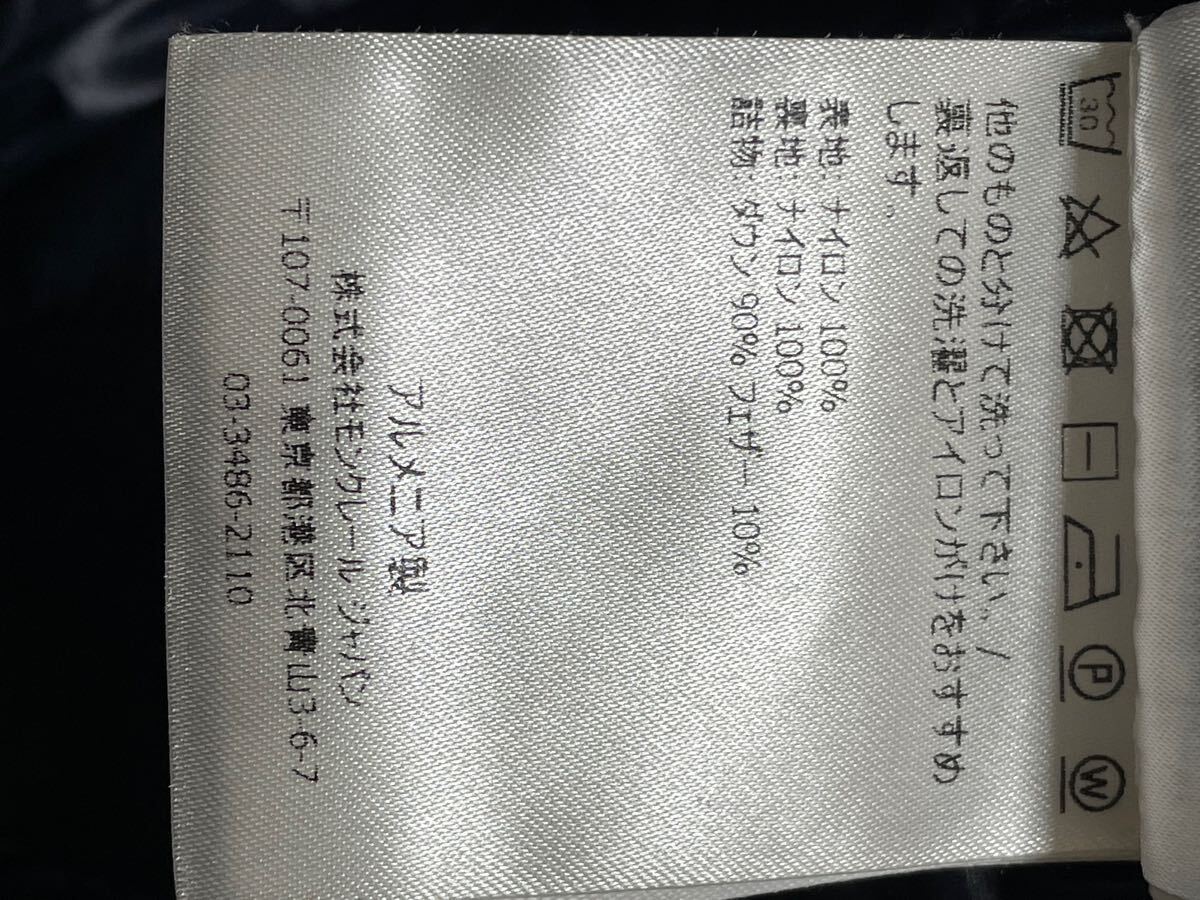 30 P W
他のものと分けて洗って下さい。/
裏返しての洗濯とアイロンがけをおすすめ
します。
表地: ナイロン 100%
裏地: ナイロン 100%
詰物: ダウン 90% フェザー 10%
アルメニア製
株式会社モンクレール ジャパン
〒107-0061 東京都港区北青山3-6-7
03-3486-2110